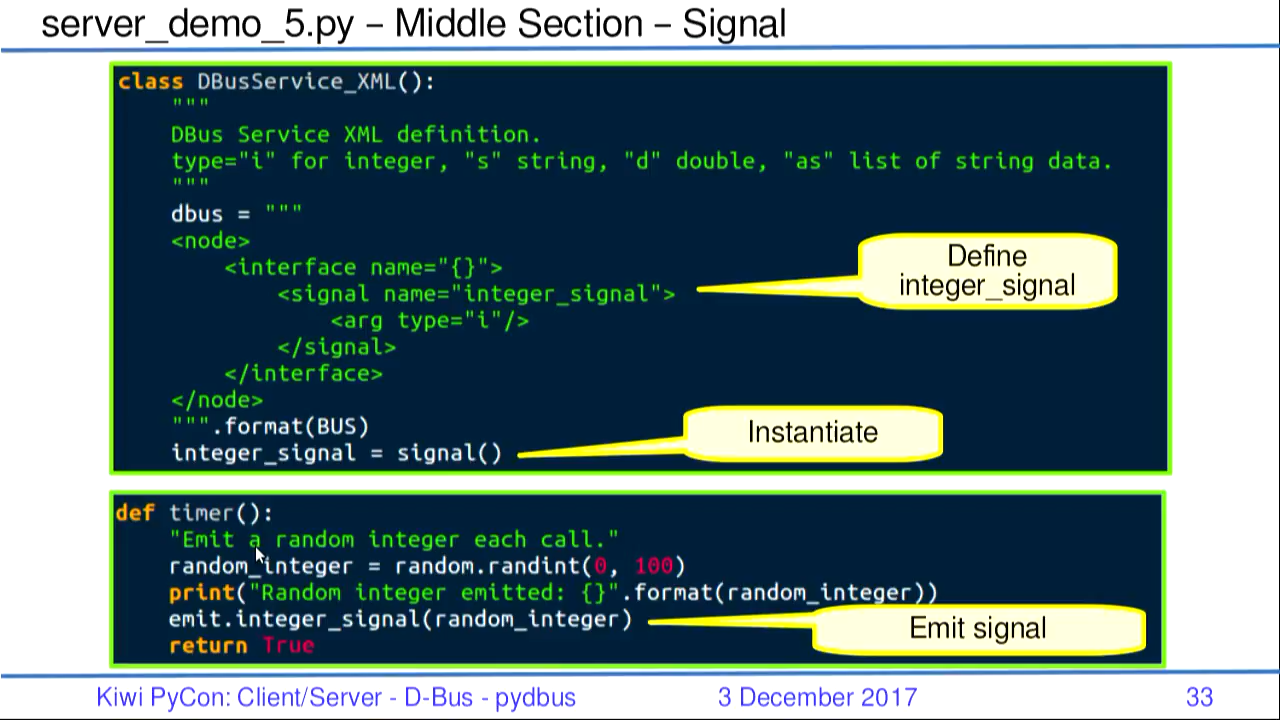 server_demo_5.py – Middle Section – Signal
class DBusService_XML():
"""
DBus Service XML definition.
type="i" for integer, "s" string, "d" double, "as" list of string data.
"""
dbus = """
<node>
<interface name="{}">
<signal name="integer_signal">
<arg type="i"/>
</signal>
</interface>
</node>
""".format(BUS)
integer_signal = signal()
Define
integer_signal
Instantiate
def timer():
"Emit a random integer each call."
random_integer = random.randint(0, 100)
print("Random integer emitted: {}".format(random_integer))
emit.integer_signal(random_integer)
return True
Emit signal
Kiwi PyCon: Client/Server - D-Bus - pydbus
3 December 2017
33